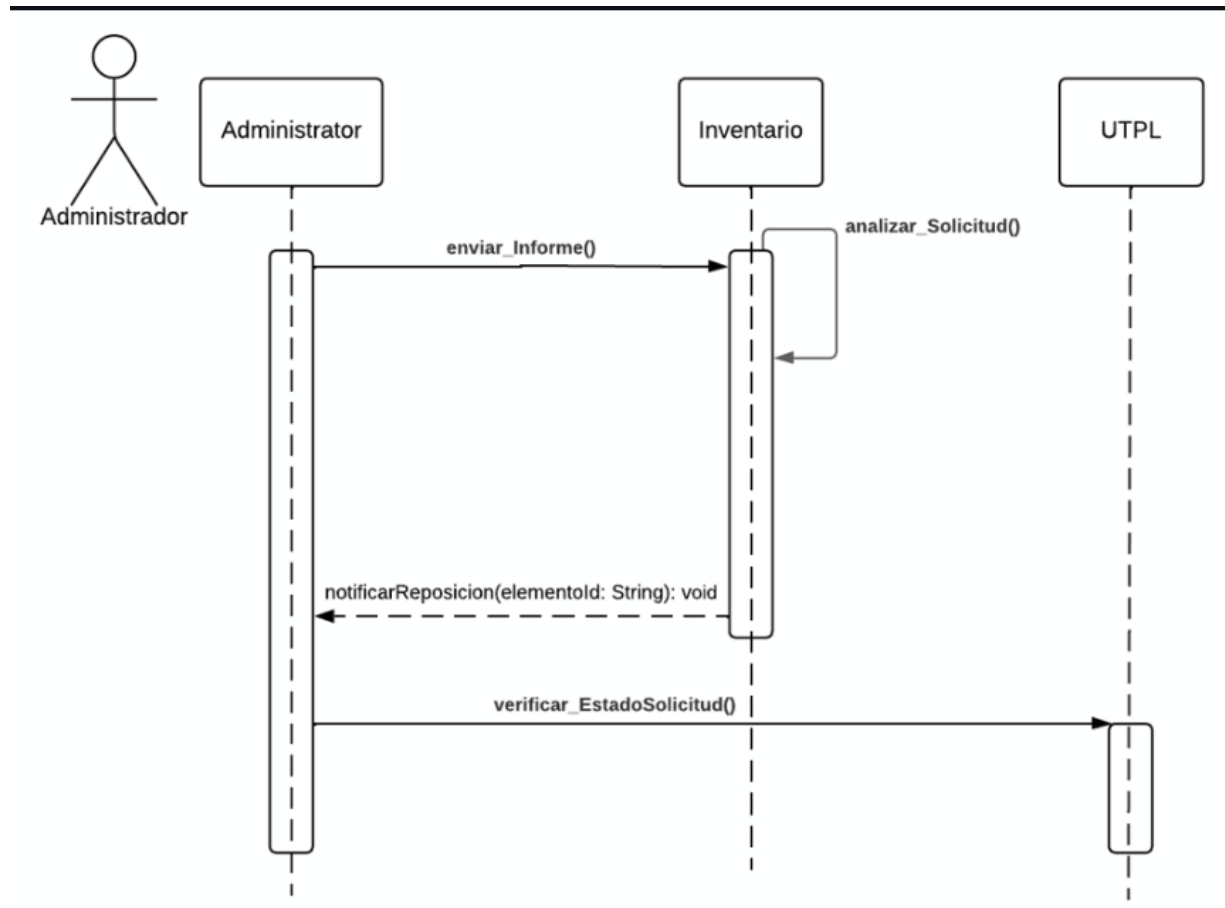 Administrator
Inventario
UTPL
Administrador
analizar_Solicitud()
enviar_Informe()
notificarReposicion(elementoId: String): void
verificar_EstadoSolicitud()